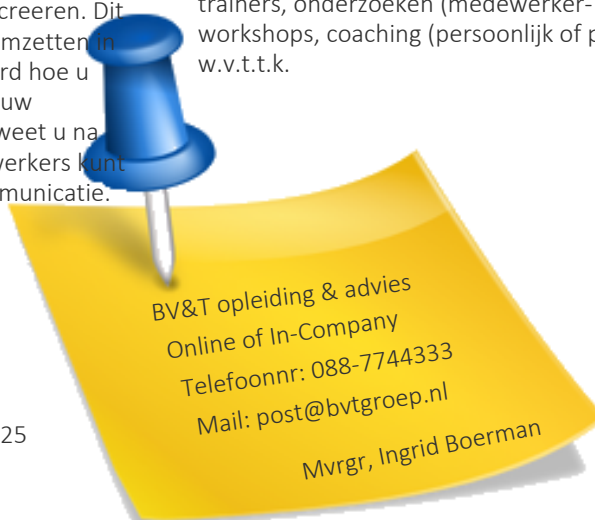 creeren. Dit
mzetten in
rd hoe u
uw
weet u na
werkers kunt
municatie.
trainers, onderzoeken (medewerker-
workshops, coaching (persoonlijk of p
w.v.t.t.k.
BV&T opleiding & advies
Online of In-Company
Telefoonnr: 088-7744333
Mail: post@bvtgroep.nl
Mvrgr, Ingrid Boerman
25